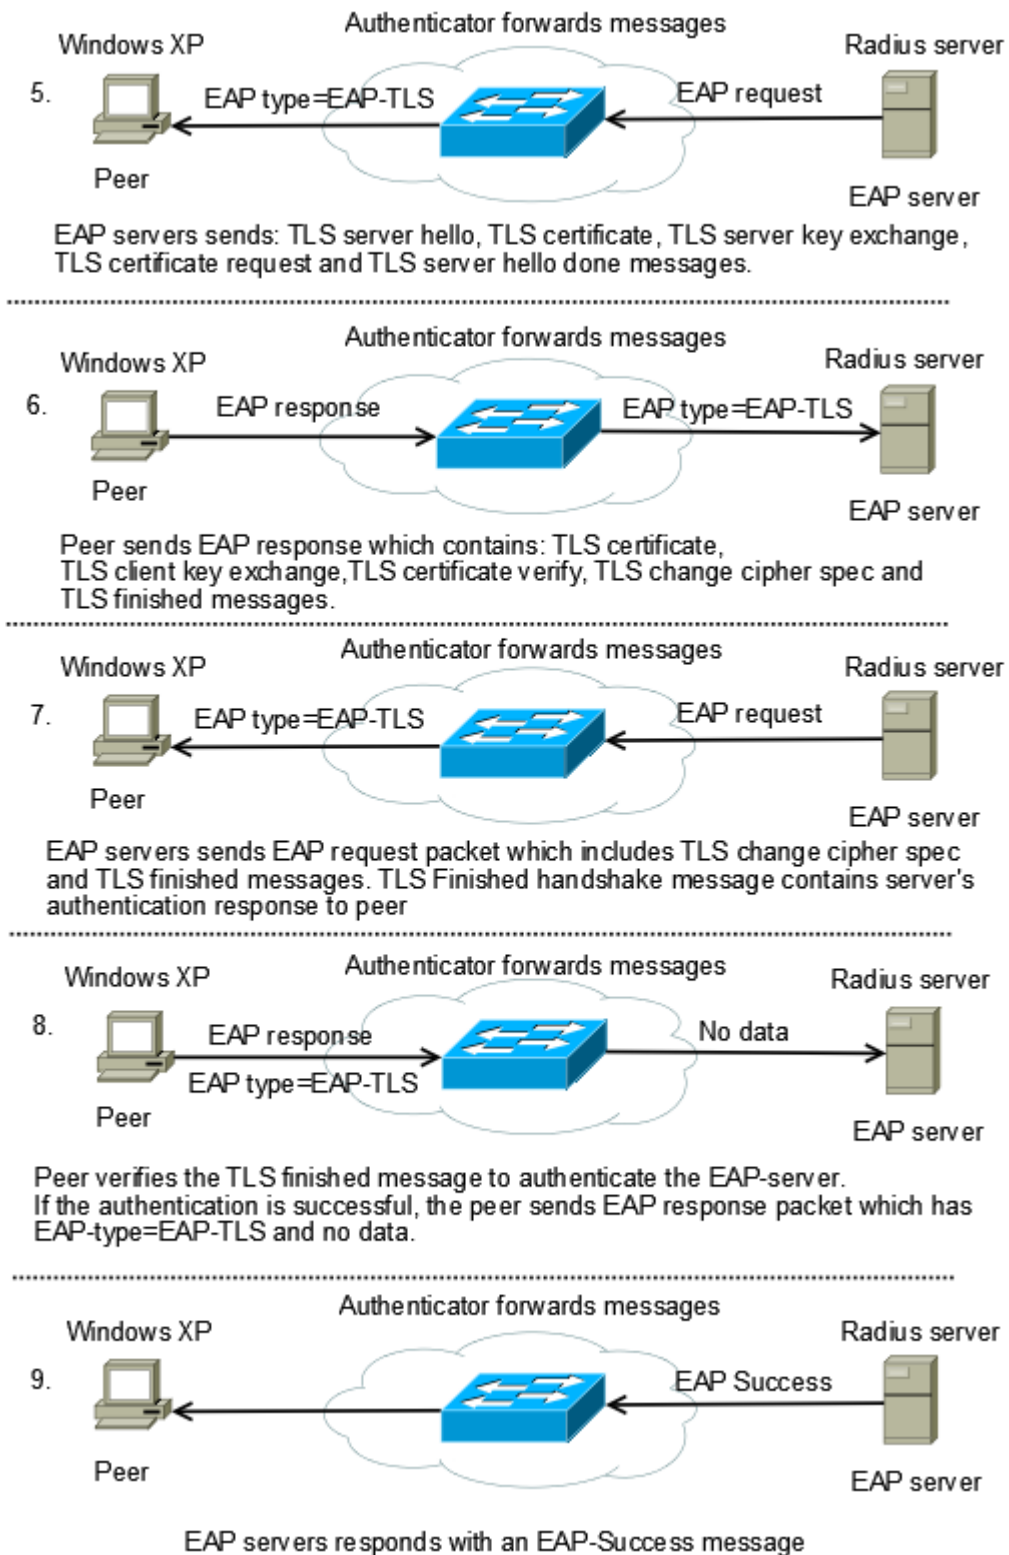 Authenticator forwards messages
Windows XP
Radius server
5.
EAP type=EAP-TLS
EAP request
Peer
EAP server
EAP servers sends: TLS server hello, TLS certificate, TLS server key exchange,
TLS certificate request and TLS server hello done messages.
Authenticator forwards messages
Windows XP
Radius server
6.
EAP response
EAP type=EAP-TLS
Peer
EAP server
Peer sends EAP response which contains: TLS certificate,
TLS client key exchange,TLS certificate verify, TLS change cipher spec and
TLS finished messages.
Authenticator forwards messages
Windows XP
Radius server
7.
EAP type=EAP-TLS
EAP request
Peer
EAP server
EAP servers sends EAP request packet which includes TLS change cipher spec
and TLS finished messages. TLS Finished handshake message contains server's
authentication response to peer
Authenticator forwards messages
Windows XP
Radius server
8.
EAP response
No data
EAP type=EAP-TLS
Peer
EAP server
Peer verifies the TLS finished message to authenticate the EAP-server.
If the authentication is successful, the peer sends EAP response packet which has
EAP-type=EAP-TLS and no data.
Authenticator forwards messages
Windows XP
Radius server
9.
EAP Success
Peer
EAP server
EAP servers responds with an EAP-Success message